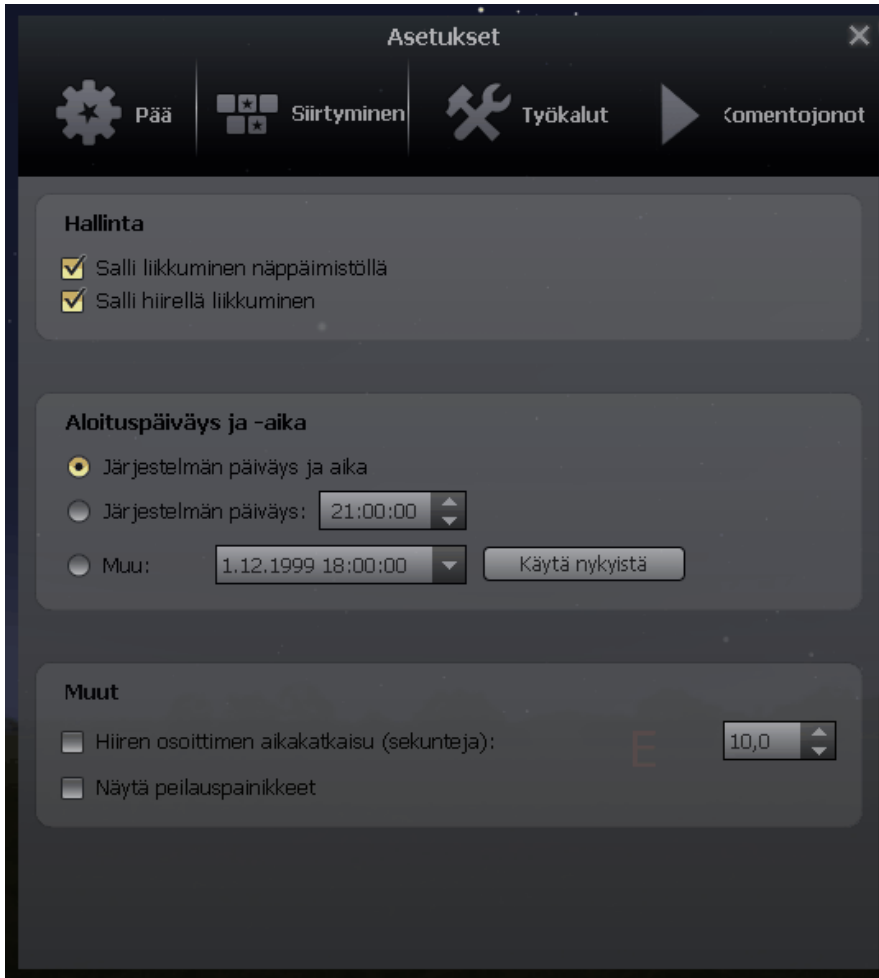 Asetukset
Pää Siirtyminen Työkalut Komentojonot
Hallinta
Salli liikkuminen näppäimistöllä
Salli hiirellä liikkuminen
Aloituspäiväys ja -aika
Järjestelmän päiväys ja aika
Järjestelmän päiväys: 21:00:00
Muu: 1.12.1999 18:00:00 Käytä nykyistä
Muut
Hiiren osoittimen aikakatkaisu (sekunteja): E 10,0
Näytä peilauspainikkeet